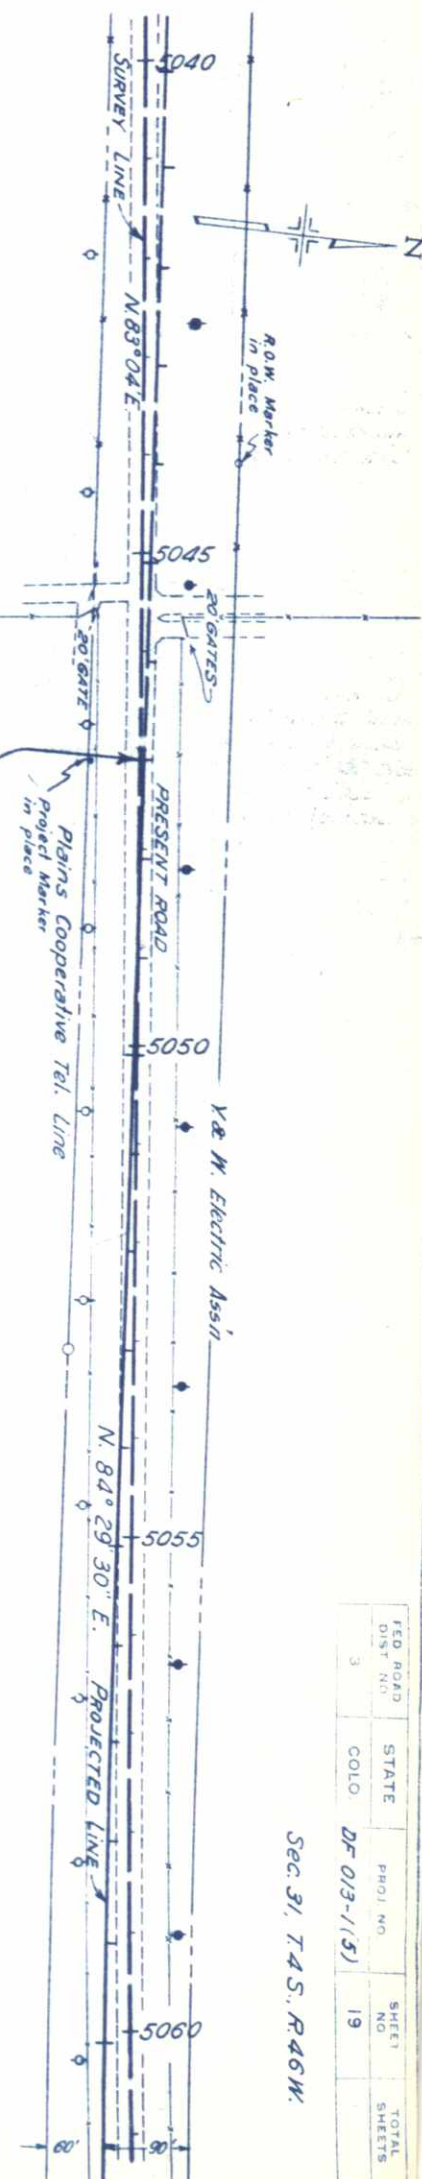 FED ROAD DIST NO
STATE
PROJ. NO
SHEET NO
TOTAL SHEETS
3
COLO
DF 013-1(5)
19
Sec. 31, T.4 S., R.46W.
N
R.O.W. Marker
in place
5040
SURVEY LINE
N.83°04'E.
5045
20' GATES
20' GATE
PRESENT ROAD
Plains Cooperative Tel. Line
Project Marker
in place
5050
Y & W. Electric Ass'n
5055
N. 84° 29' 30" E.
PROJECTED LINE
5060
60'
90'